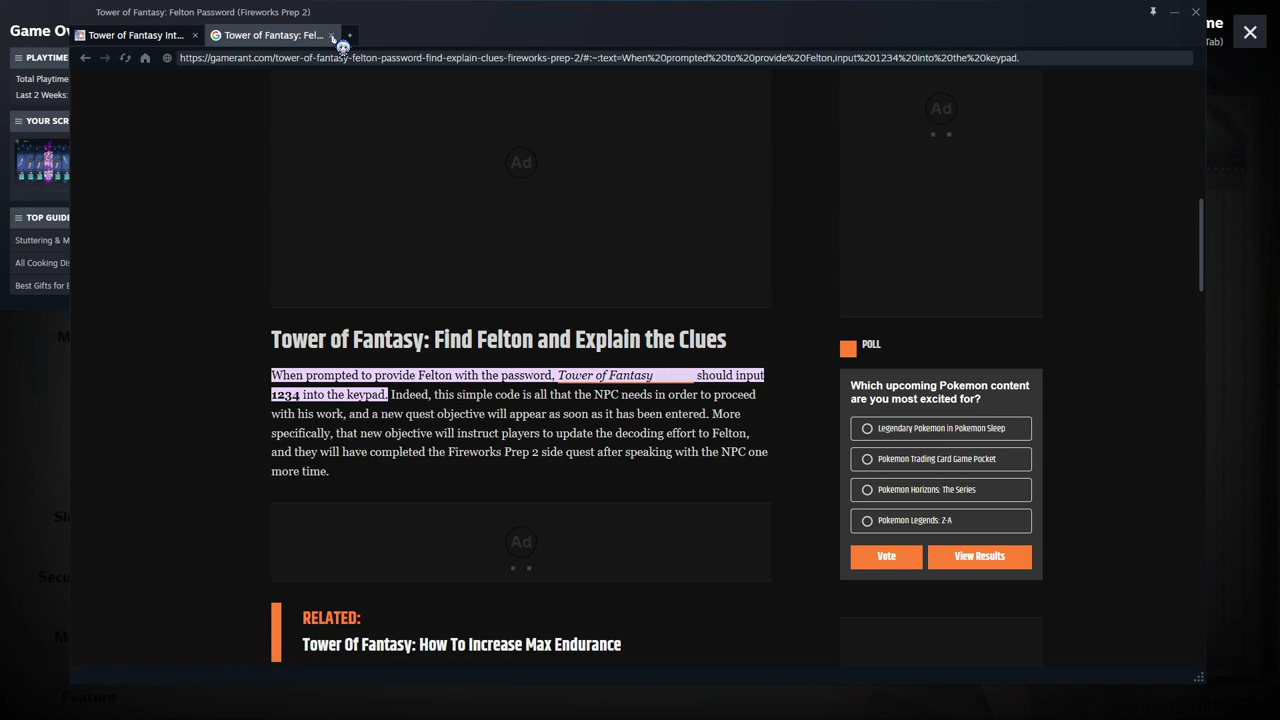 Tower of Fantasy: Felton Password (Fireworks Prep 2)
Game Ov
me
Tower of Fantasy Int...
Tower of Fantasy: Fel...
Tab)
https://gamerant.com/tower-of-fantasy-felton-password-find-explain-clues-fireworks-prep-2/#:~:text=When%20prompted%20to%20provide%20Felton,input%201234%20into%20the%20keypad.
PLAYTIME
Total Playtime
Last 2 Weeks:
YOUR SCR
TOP GUIDE
Stuttering & M
All Cooking Di
Best Gifts for E
Ad
Ad
Tower of Fantasy: Find Felton and Explain the Clues
When prompted to provide Felton with the password, Tower of Fantasy should input
1234 into the keypad. Indeed, this simple code is all that the NPC needs in order to proceed
with his work, and a new quest objective will appear as soon as it has been entered. More
specifically, that new objective will instruct players to update the decoding effort to Felton,
and they will have completed the Fireworks Prep 2 side quest after speaking with the NPC one
more time.
Ad
RELATED:
Tower Of Fantasy: How To Increase Max Endurance
POLL
Which upcoming Pokemon content
are you most excited for?
Legendary Pokemon in Pokemon Sleep
Pokemon Trading Card Game Pocket
Pokemon Horizons: The Series
Pokemon Legends: Z-A
Vote
View Results
Secu
Feature